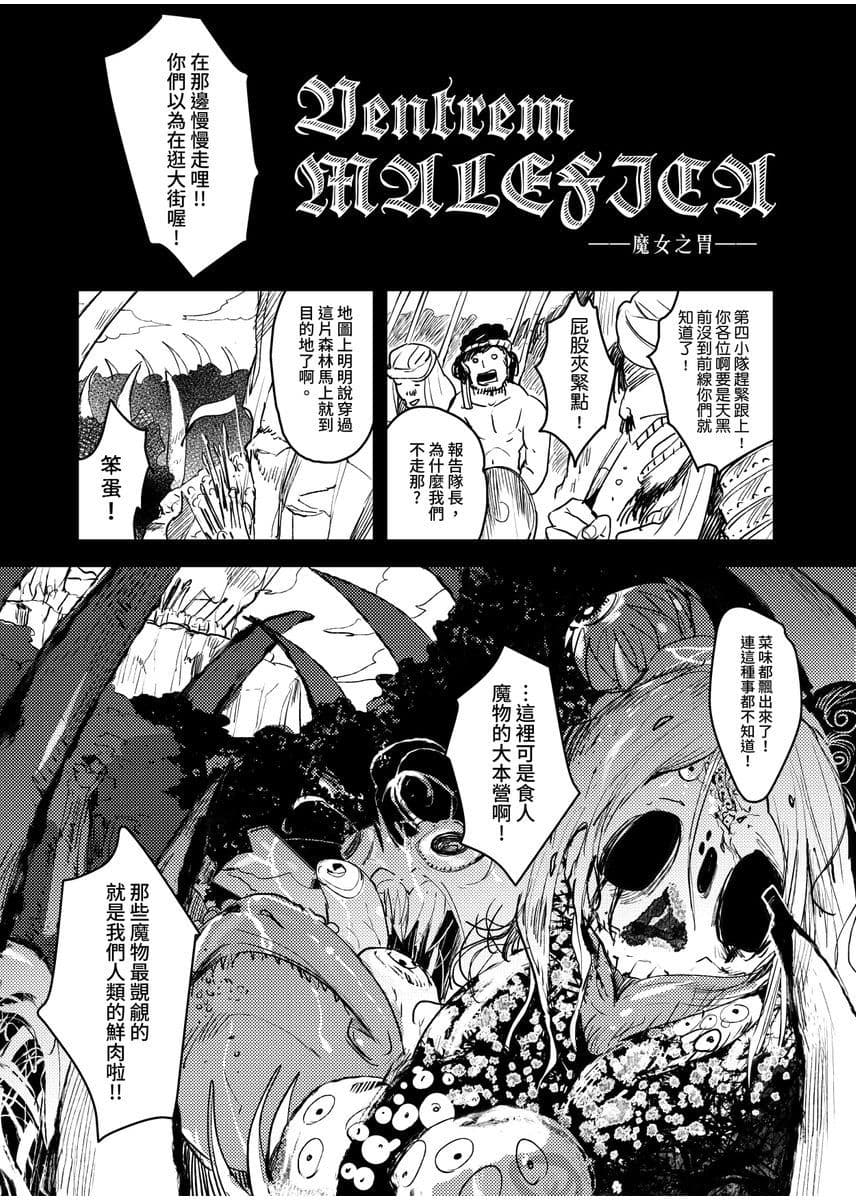 Ventrem
MALEFICA
——魔女之胃——
在那邊慢慢走哩!!
你們以為在逛大街喔！
第四小隊趕緊跟上！
你各位啊要是天黑
前沒到前線你們就
知道了！
屁股夾緊點！
報告隊長，
為什麼我們
不走那？
地圖上明明說穿過
這片森林馬上就到
目的地了啊。
笨蛋！
菜味都飄出來了！
連這種事都不知道！
…這裡可是食人
魔物的大本營啊！
那些魔物最覬覦的
就是我們人類的鮮肉啦!!